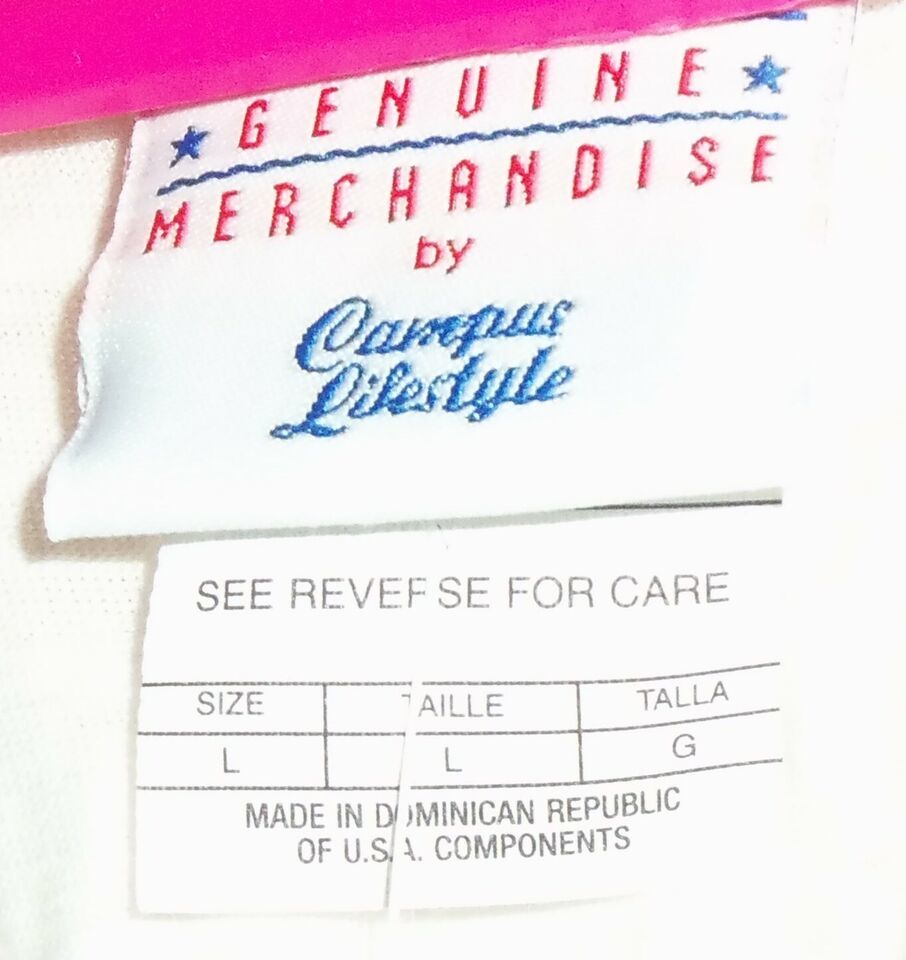 GENUINE
MERCHANDISE
by
Campus
Lifestyle
SEE REVERSE FOR CARE
SIZE TAILLE TALLA
L L G
MADE IN DOMINICAN REPUBLIC
OF U.S.A. COMPONENTS